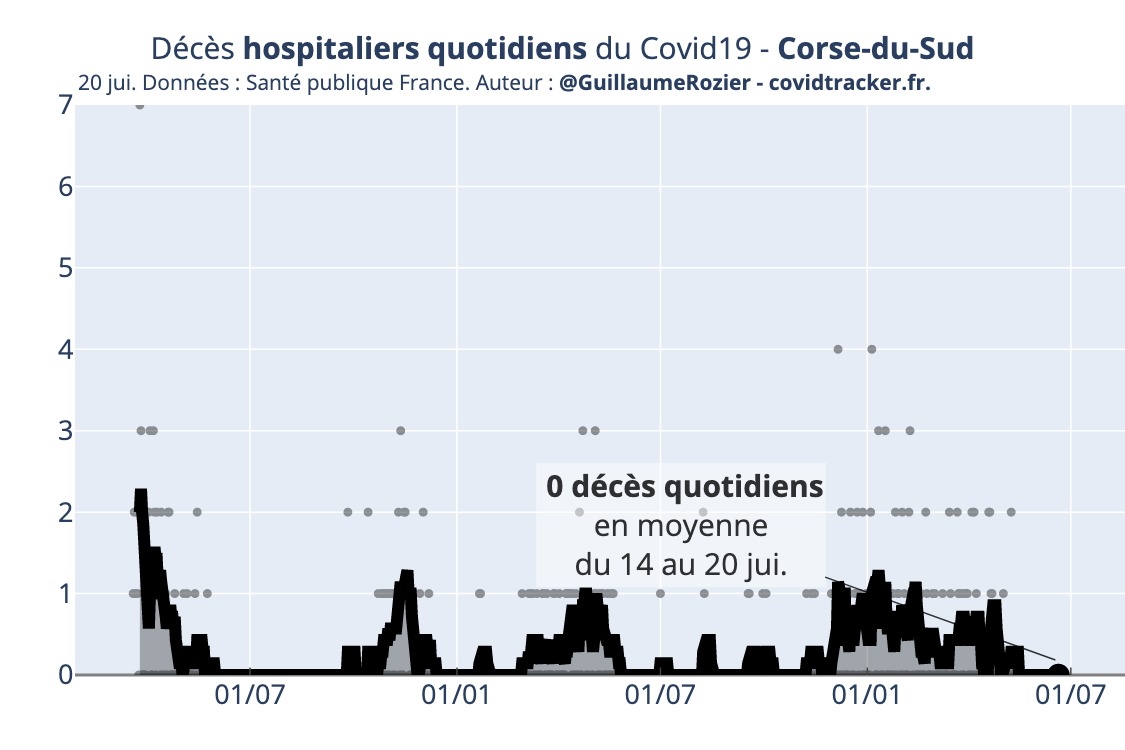 Décès hospitaliers quotidiens du Covid19 - Corse-du-Sud
20 jui. Données : Santé publique France. Auteur : @GuillaumeRozier - covidtracker.fr.
7
6
5
4
3
2
1
0
0 décès quotidiens
en moyenne
du 14 au 20 jui.
01/07 01/01 01/07 01/01 01/07